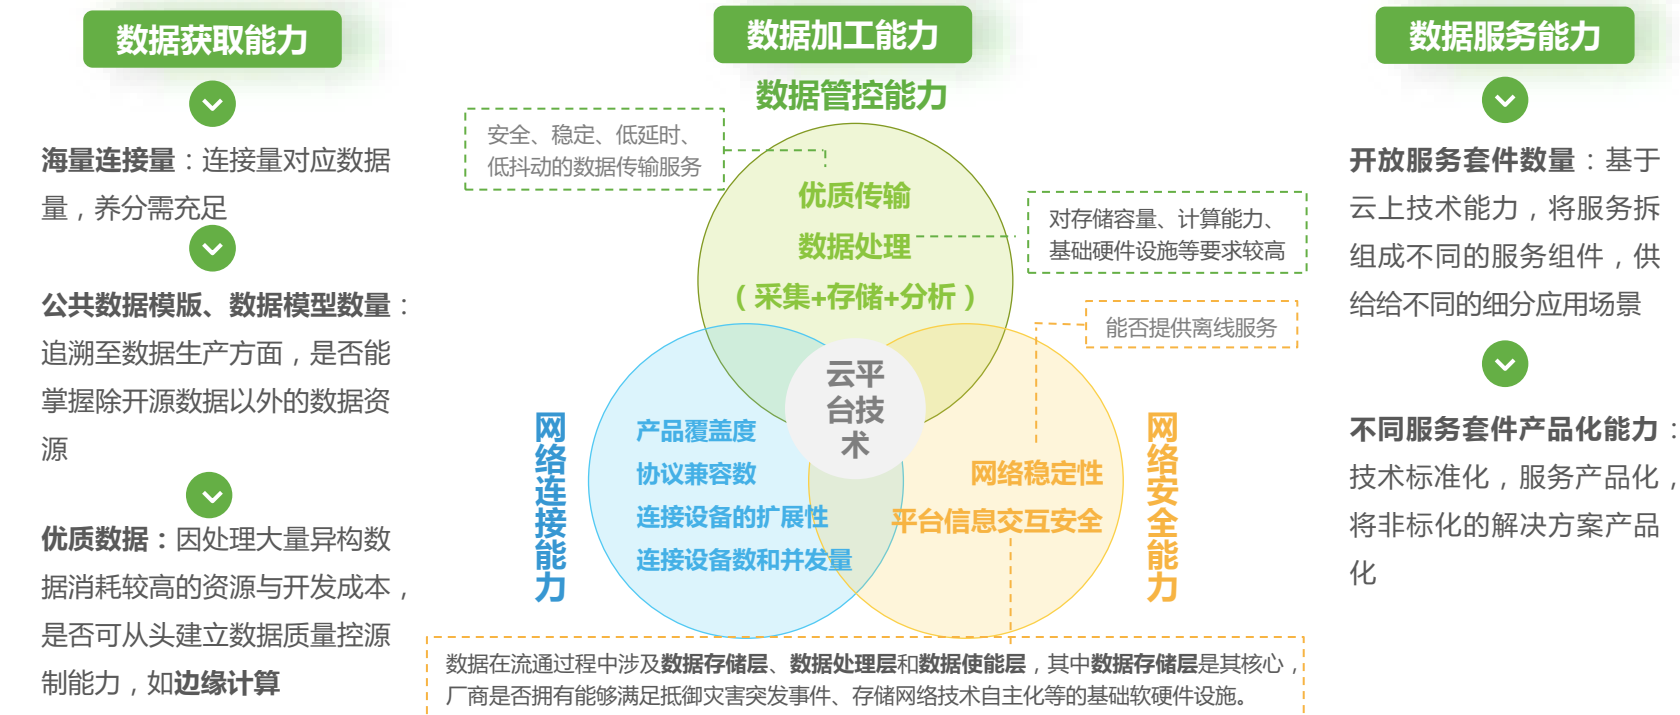 数据获取能力
海量连接量：连接量对应数据
量，养分需充足
公共数据模版、数据模型数量：
追溯至数据生产方面，是否能
掌握除开源数据以外的数据资
源
优质数据：因处理大量异构数
据消耗较高的资源与开发成本，
是否可从头建立数据质量控源
制能力，如边缘计算
数据加工能力
数据管控能力
安全、稳定、低延时、
低抖动的数据传输服务
优质传输
数据处理
（采集+存储+分析）
对存储容量、计算能力、
基础硬件设施等要求较高
能否提供离线服务
云平
台技
术
网络连接能力
产品覆盖度
协议兼容数
连接设备的扩展性
连接设备数和并发量
网络稳定性
平台信息交互安全
网络安全能力
数据在流通过程中涉及数据存储层、数据处理层和数据使能层，其中数据存储层是其核心，
厂商是否拥有能够满足抵御灾害突发事件、存储网络技术自主化等的基础软硬件设施。
数据服务能力
开放服务套件数量：基于
云上技术能力，将服务拆
组成不同的服务组件，供
给给不同的细分应用场景
不同服务套件产品化能力：
技术标准化，服务产品化，
将非标化的解决方案产品
化